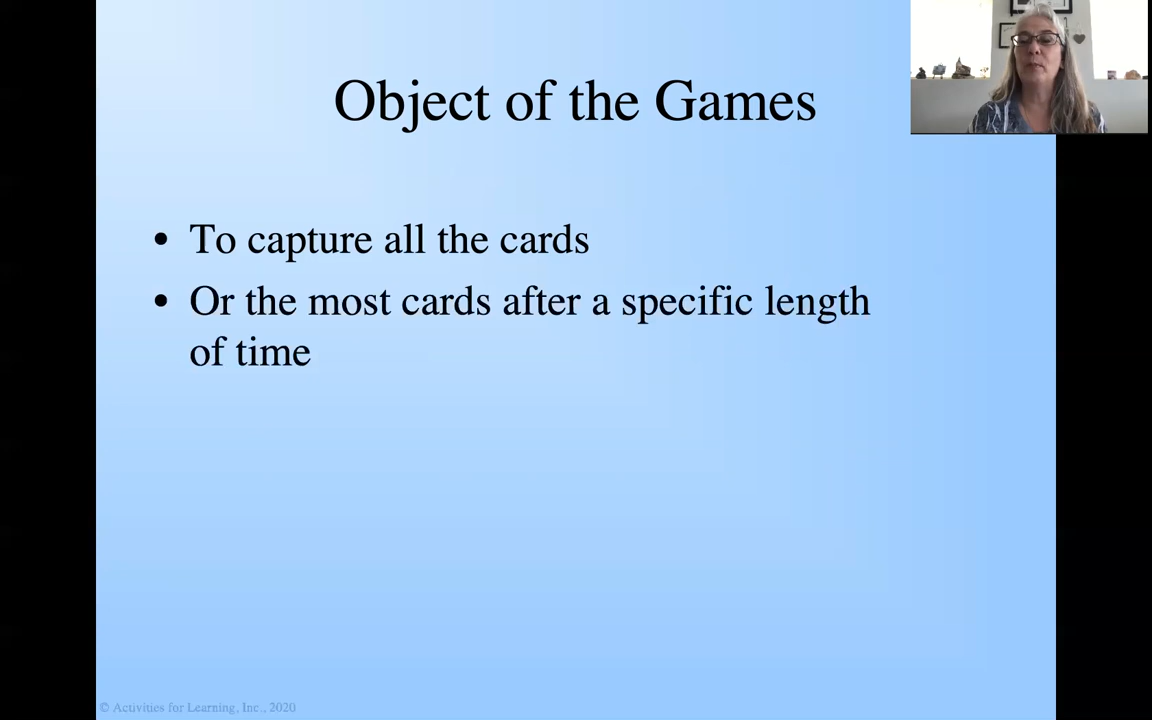 Object of the Games
• To capture all the cards
• Or the most cards after a specific length
of time
© Activities for Learning, Inc., 2020